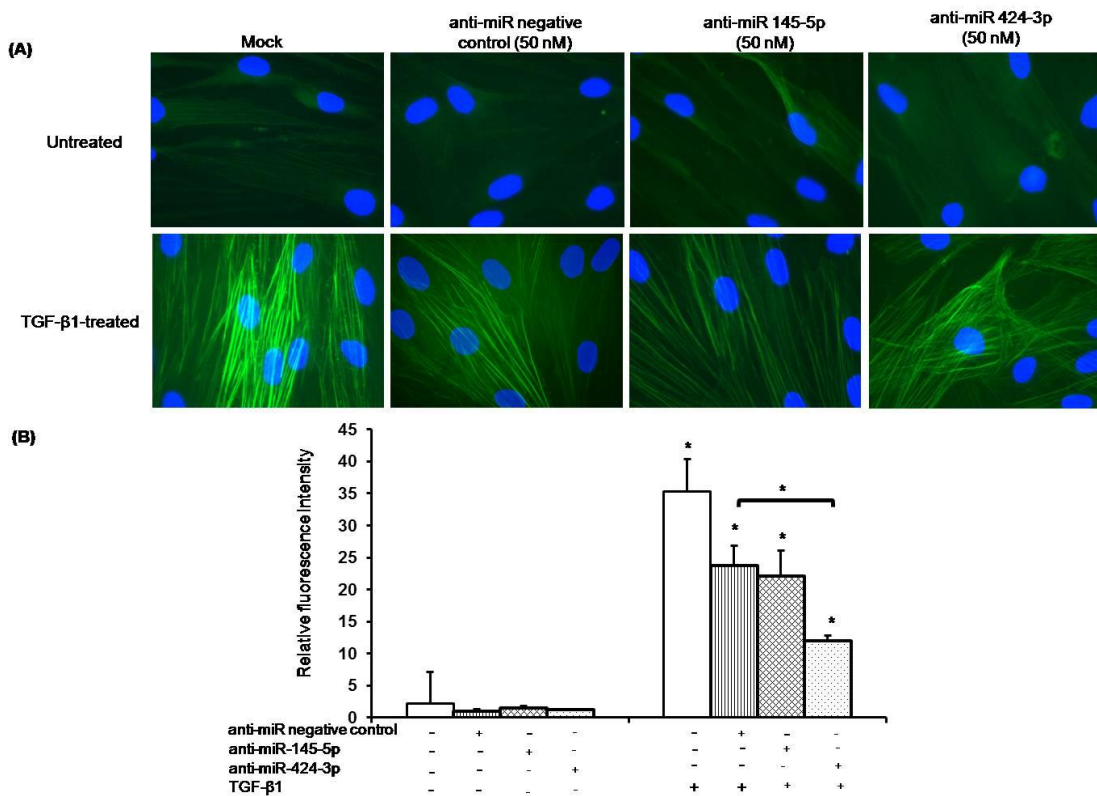 (A)
Mock
anti-miR negative
control (50 nM)
anti-miR 145-5p
(50 nM)
anti-miR 424-3p
(50 nM)
Untreated
TGF-β1-treated
(B)
Relative fluorescence intensity
45
40
35
30
25
20
15
10
5
0
*
*
*
*
*
anti-miR negative control - + - - - + - -
anti-miR-145-5p - - + - - - + -
anti-miR-424-3p - - - + - - - +
TGF-β1 - - - - + + + +